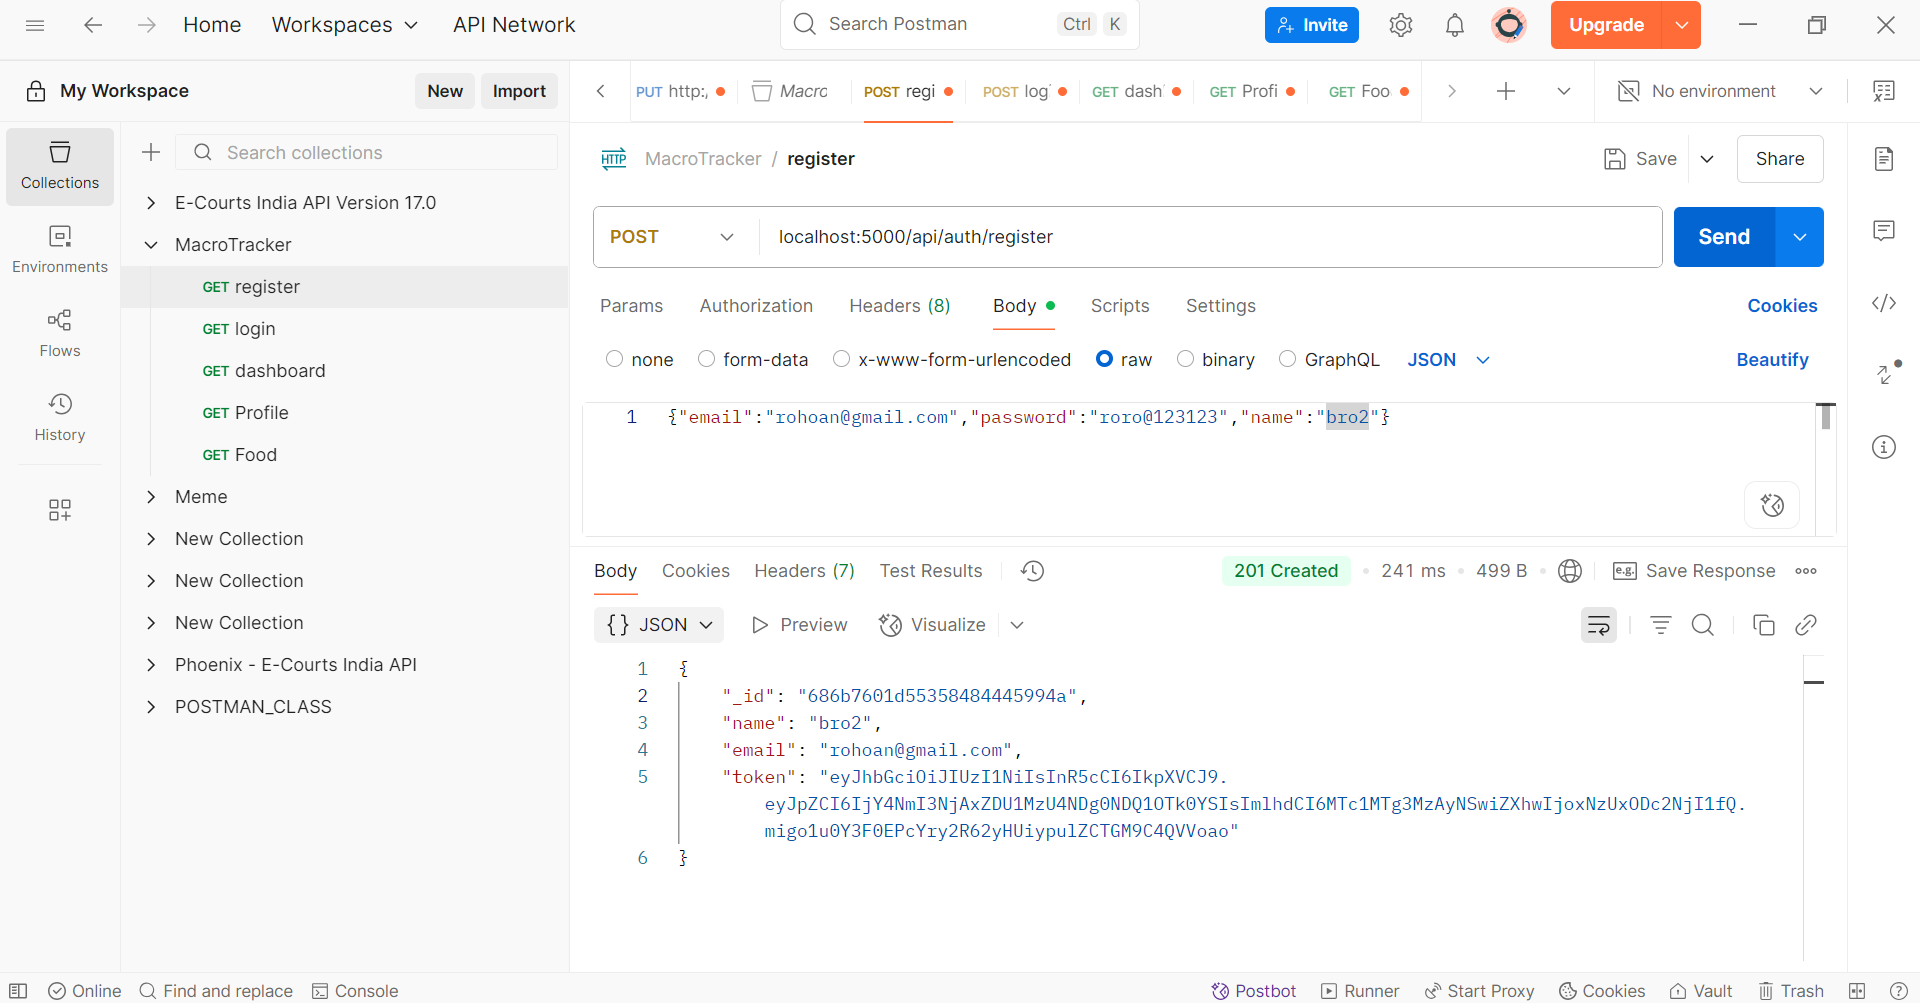 Home Workspaces API Network Search Postman Ctrl K Invite Upgrade
My Workspace New Import
PUT http:/ Macro POST regi POST log GET dash GET Profi GET Foo No environment
Collections
Environments
Flows
History
Search collections
E-Courts India API Version 17.0
MacroTracker
GET register
GET login
GET dashboard
GET Profile
GET Food
Meme
New Collection
New Collection
New Collection
Phoenix - E-Courts India API
POSTMAN_CLASS
HTTP MacroTracker / register Save Share
POST localhost:5000/api/auth/register Send
Params Authorization Headers (8) Body Scripts Settings Cookies
none form-data x-www-form-urlencoded raw binary GraphQL JSON Beautify
1 {"email":"rohoan@gmail.com","password":"roro@123123","name":"bro2"}
Body Cookies Headers (7) Test Results 201 Created 241 ms 499 B e.g. Save Response
{} JSON Preview Visualize
1 {
2 "_id": "686b7601d55358484445994a",
3 "name": "bro2",
4 "email": "rohoan@gmail.com",
5 "token": "eyJhbGciOiJIUzI1NiIsInR5cCI6IkpXVCJ9.
eyJpZCI6IjY4NmI3NjAxZDU1MzU4NDg0NDQ1OTk0YSIsImlhdCI6MTc1MTg3MzAyNSwiZXhwIjoxNzUxODc2NjI1fQ.
migo1u0Y3F0EPcYry2R62yHUiypulZCTGM9C4QVVoao"
6 }
Online Find and replace Console Postbot Runner Start Proxy Cookies Vault Trash